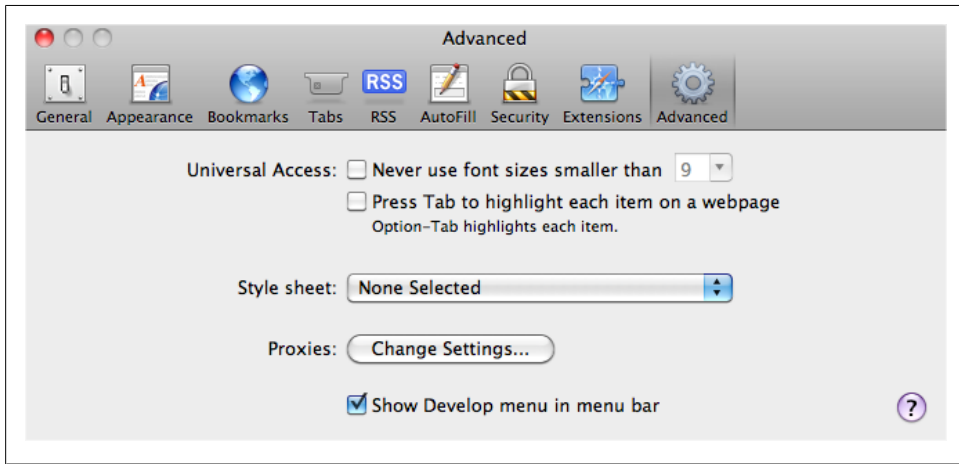 Advanced
RSS
General Appearance Bookmarks Tabs RSS AutoFill Security Extensions Advanced
Universal Access: Never use font sizes smaller than 9
Press Tab to highlight each item on a webpage
Option-Tab highlights each item.
Style sheet: None Selected
Proxies: Change Settings...
Show Develop menu in menu bar
?